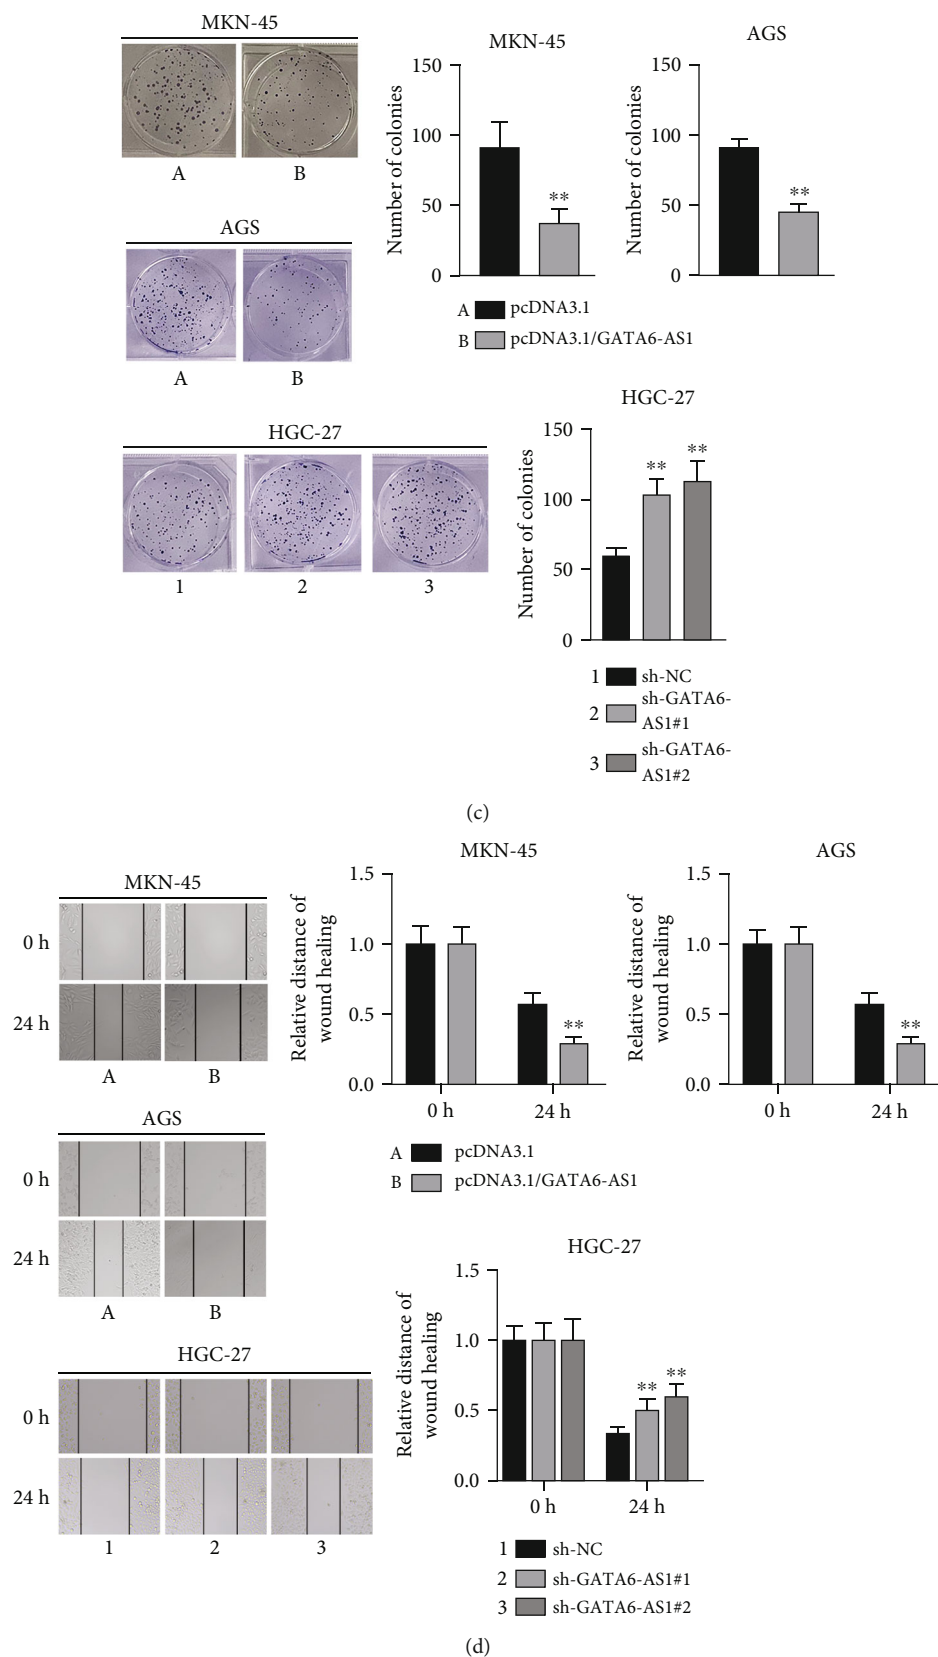 MKN-45
A B
AGS
A B
HGC-27
1 2 3
MKN-45
Number of colonies
150
100
50
0
**
AGS
Number of colonies
150
100
50
0
**
A pcDNA3.1
B pcDNA3.1/GATA6-AS1
HGC-27
Number of colonies
150
100
50
0
** **
1 sh-NC
2 sh-GATA6-
AS1#1
3 sh-GATA6-
AS1#2
(c)
MKN-45
0 h
24 h
A B
AGS
0 h
24 h
A B
HGC-27
0 h
24 h
1 2 3
MKN-45
Relative distance of
wound healing
1.5
1.0
0.5
0.0
**
0 h 24 h
AGS
Relative distance of
wound healing
1.5
1.0
0.5
0.0
**
0 h 24 h
A pcDNA3.1
B pcDNA3.1/GATA6-AS1
HGC-27
Relative distance of
wound healing
1.5
1.0
0.5
0.0
** **
0 h 24 h
1 sh-NC
2 sh-GATA6-AS1#1
3 sh-GATA6-AS1#2
(d)